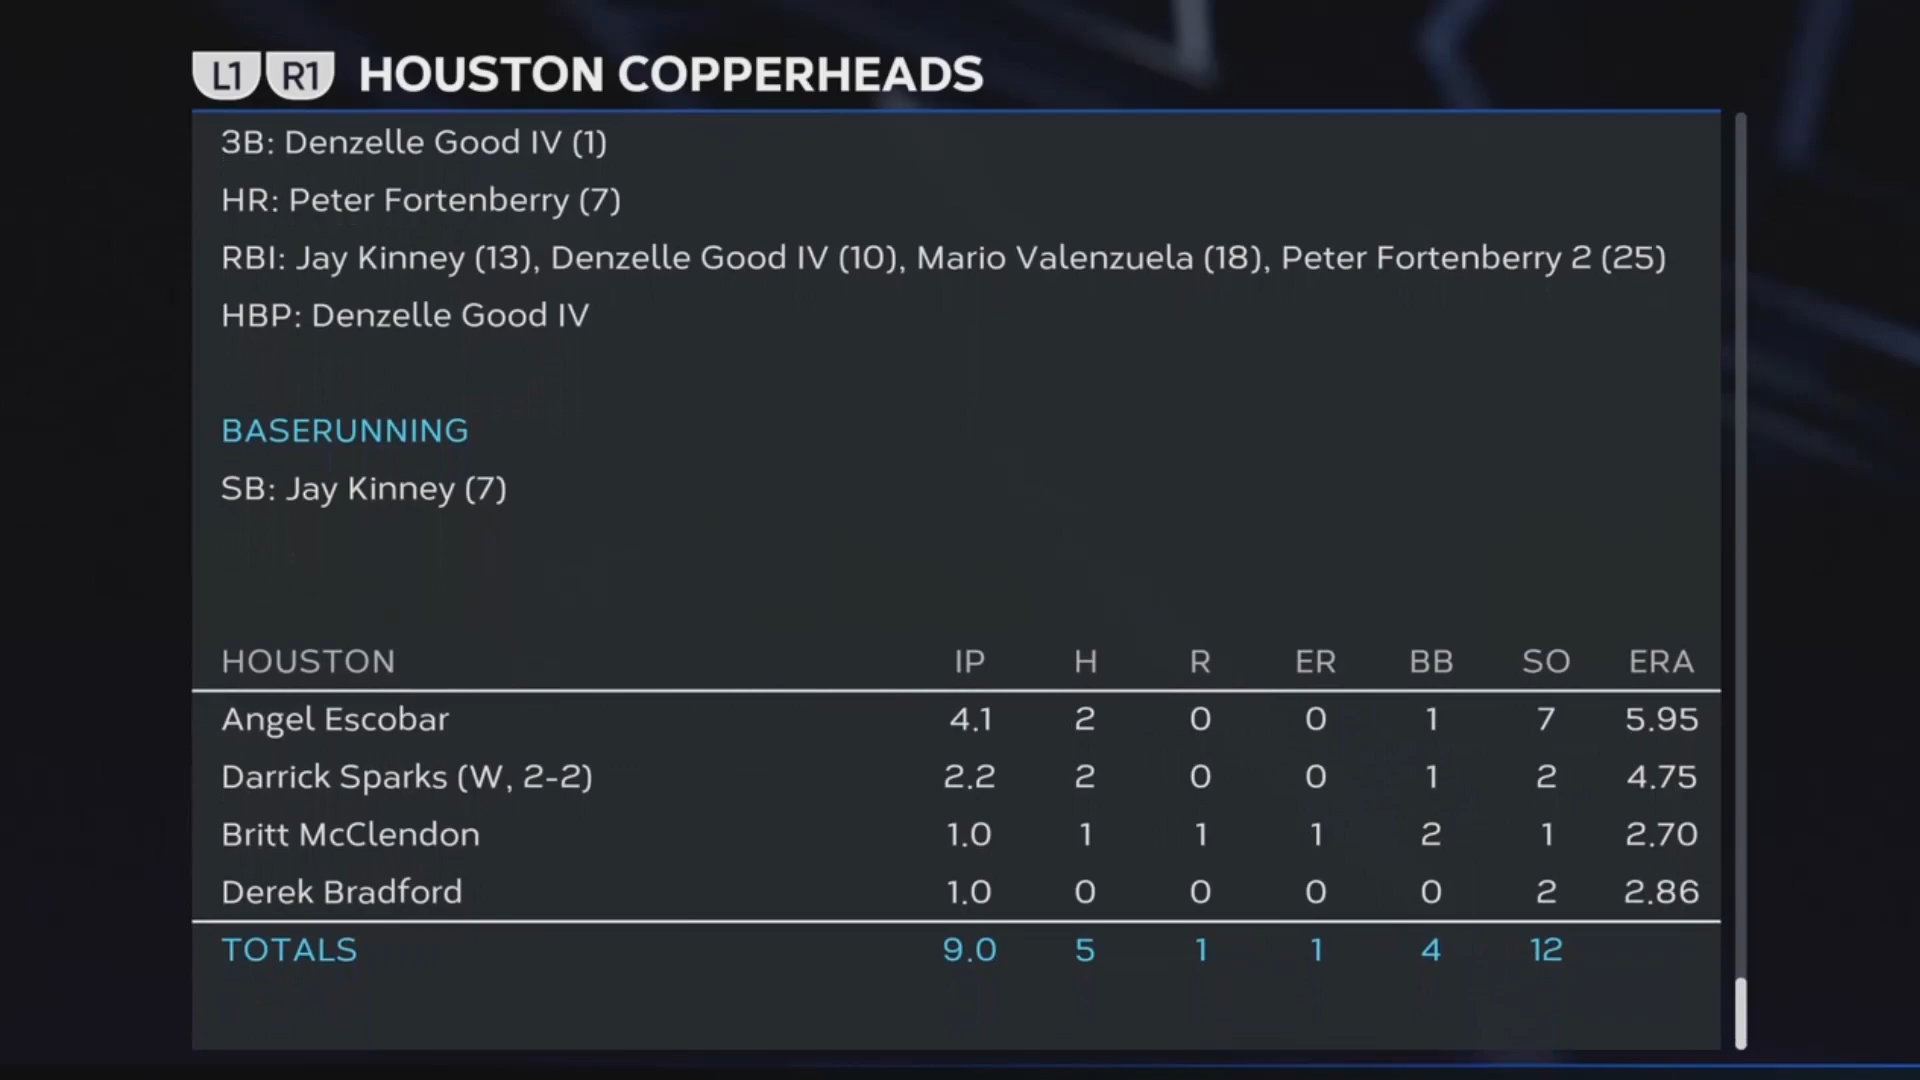 L1 R1 HOUSTON COPPERHEADS
3B: Denzelle Good IV (1)
HR: Peter Fortenberry (7)
RBI: Jay Kinney (13), Denzelle Good IV (10), Mario Valenzuela (18), Peter Fortenberry 2 (25)
HBP: Denzelle Good IV
BASERUNNING
SB: Jay Kinney (7)
HOUSTON IP H R ER BB SO ERA
Angel Escobar 4.1 2 0 0 1 7 5.95
Darrick Sparks (W, 2-2) 2.2 2 0 0 1 2 4.75
Britt McClendon 1.0 1 1 1 2 1 2.70
Derek Bradford 1.0 0 0 0 0 2 2.86
TOTALS 9.0 5 1 1 4 12